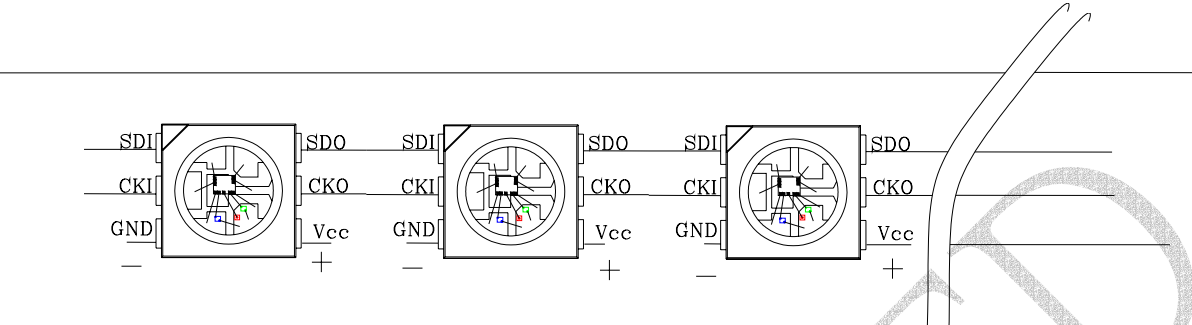 SDI SDO SDI SDO SDI SDO
CKI CKO CKI CKO CKI CKO
GND Vcc GND Vcc GND Vcc
− + − + − +